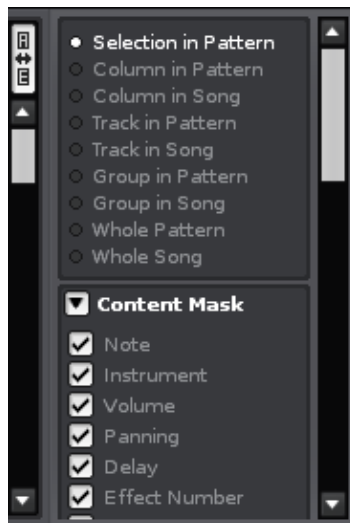 A
E
Selection in Pattern
Column in Pattern
Column in Song
Track in Pattern
Track in Song
Group in Pattern
Group in Song
Whole Pattern
Whole Song
Content Mask
Note
Instrument
Volume
Panning
Delay
Effect Number